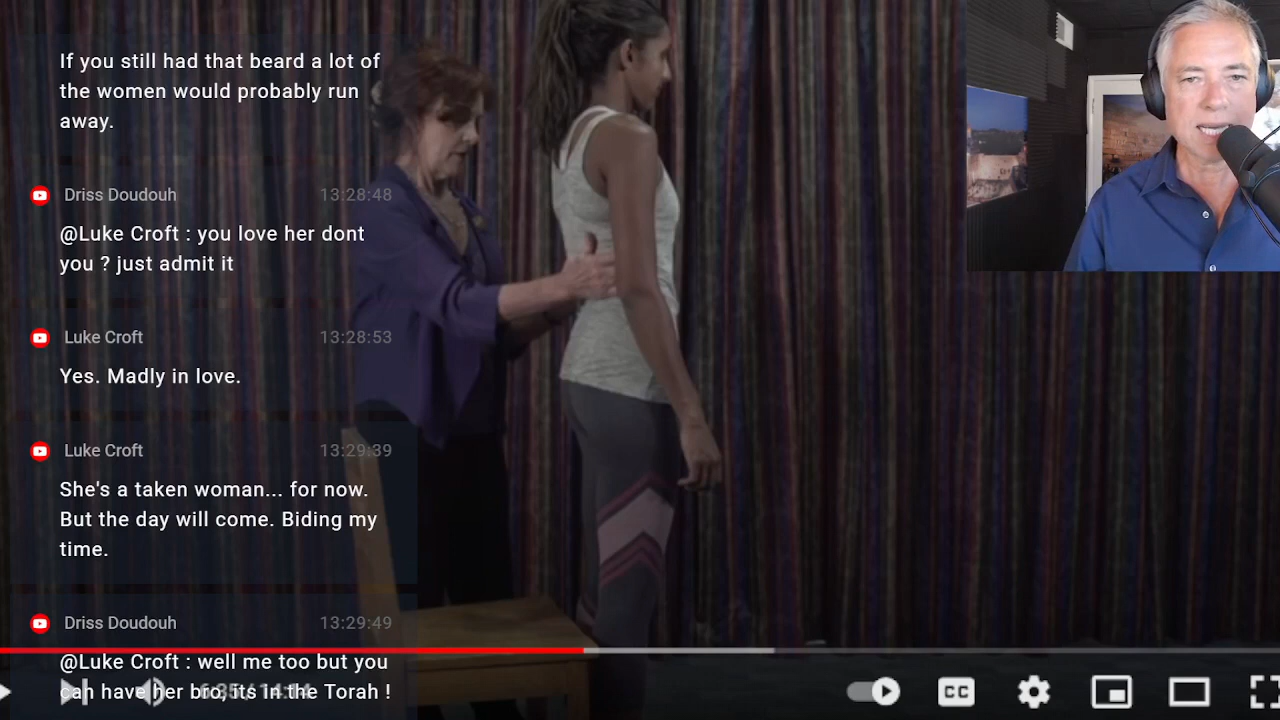 If you still had that beard a lot of
the women would probably run
away.
Driss Doudouh 13:28:48
@Luke Croft : you love her dont
you ? just admit it
Luke Croft 13:28:53
Yes. Madly in love.
Luke Croft 13:29:39
She's a taken woman... for now.
But the day will come. Biding my
time.
Driss Doudouh 13:29:49
@Luke Croft : well me too but you
can have her bro, its in the Torah !
CC